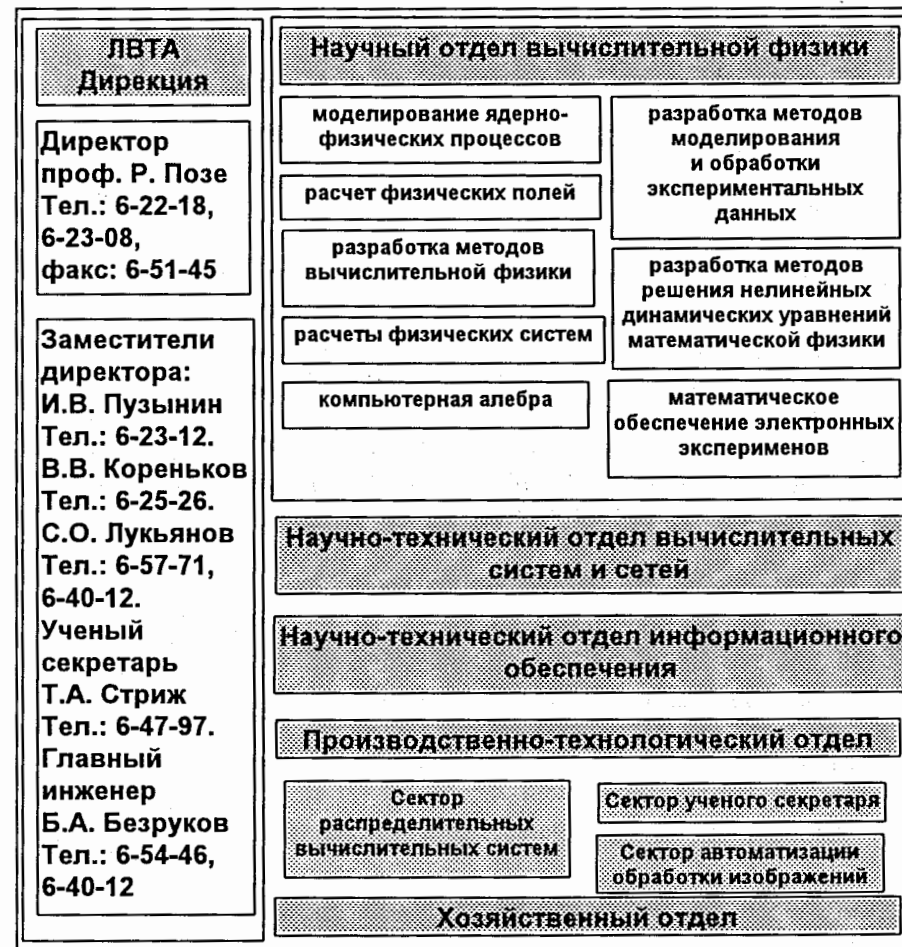 ЛВТА
Дирекция
Директор
проф. Р. Позе
Тел.: 6-22-18,
6-23-08,
факс: 6-51-45
Заместители
директора:
И.В. Пузынин
Тел.: 6-23-12.
В.В. Кореньков
Тел.: 6-25-26.
С.О. Лукьянов
Тел.: 6-57-71,
6-40-12.
Ученый
секретарь
Т.А. Стриж
Тел.: 6-47-97.
Главный
инженер
Б.А. Безруков
Тел.: 6-54-46,
6-40-12
Научный отдел вычислительной физики
моделирование ядерно-
физических процессов
расчет физических полей
разработка методов
вычислительной физики
расчеты физических систем
компьютерная алебра
разработка методов
моделирования
и обработки
экспериментальных
данных
разработка методов
решения нелинейных
динамических уравнений
математической физики
математическое
обеспечение электронных
эксперименов
Научно-технический отдел вычислительных
систем и сетей
Научно-технический отдел информационного
обеспечения
Производственно-технологический отдел
Сектор
распределительных
вычислительных систем
Сектор ученого секретаря
Сектор автоматизации
обработки изображений
Хозяйственный отдел